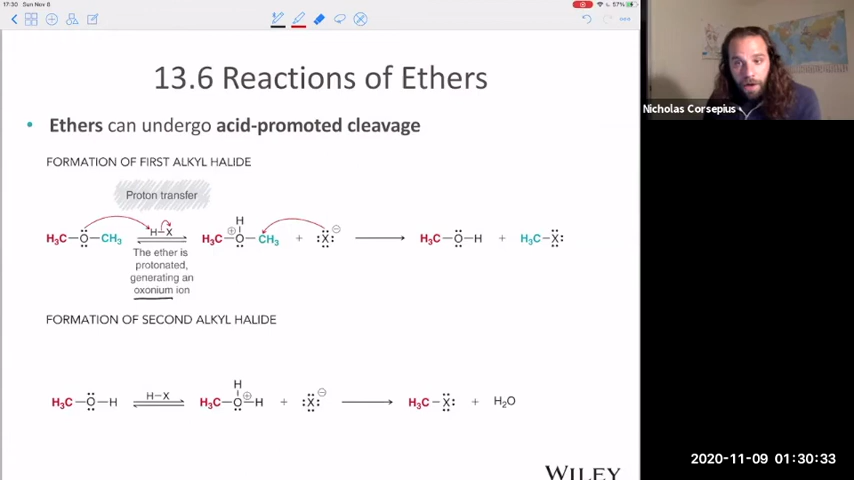 17:30 Sun Nov 8
57%
13.6 Reactions of Ethers
• Ethers can undergo acid-promoted cleavage
FORMATION OF FIRST ALKYL HALIDE
Proton transfer
H₃C–Ö–CH₃ H–X H₃C–O–CH₃ H ⊕ + :X: ⊖ H₃C–Ö–H + H₃C–X:
The ether is
protonated,
generating an
oxonium ion
FORMATION OF SECOND ALKYL HALIDE
H₃C–Ö–H H–X H₃C–O–H H ⊕ + :X: ⊖ H₃C–X: + H₂O
WILEY
Nicholas Corsepius
2020-11-09 01:30:33